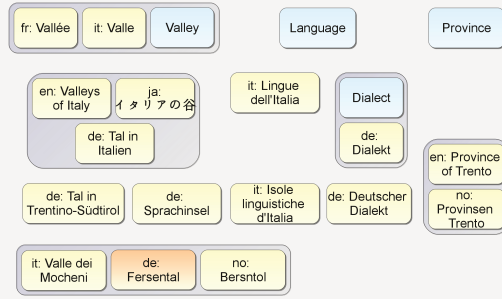 fr: Vallée
it: Valle
Valley
Language
Province
en: Valleys
of Italy
ja:
イタリアの谷
it: Lingue
dell'Italia
Dialect
de: Tal in
Italien
de:
Dialekt
en: Province
of Trento
de: Tal in
Trentino-Südtirol
de:
Sprachinsel
it: Isole
linguistiche
d'Italia
de: Deutscher
Dialekt
no:
Provinsen
Trento
it: Valle dei
Mocheni
de:
Fersental
no:
Bersntol